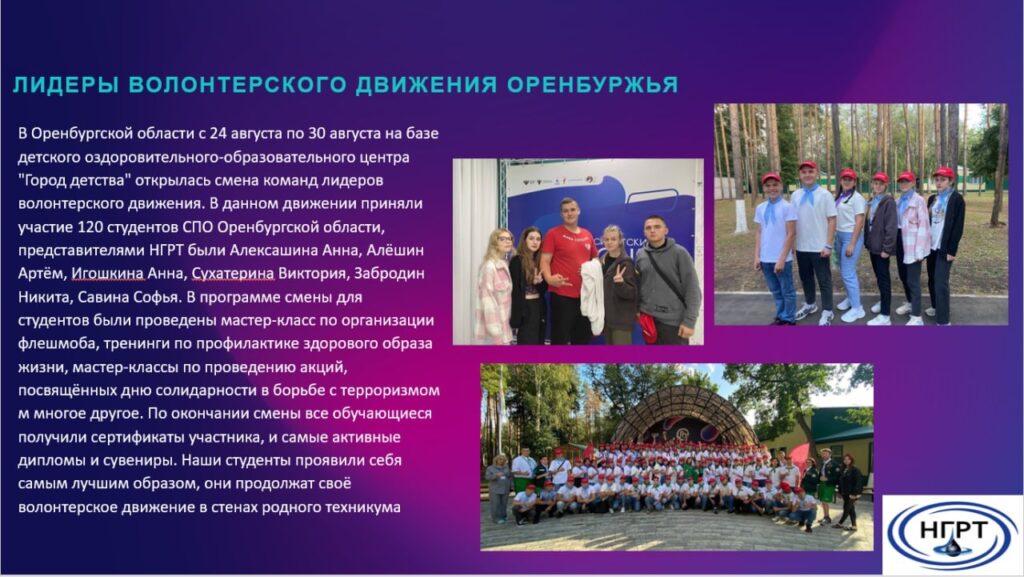 ЛИДЕРЫ ВОЛОНТЕРСКОГО ДВИЖЕНИЯ ОРЕНБУРЖЬЯ
В Оренбургской области с 24 августа по 30 августа на базе
детского оздоровительного-образовательного центра
"Город детства" открылась смена команд лидеров
волонтерского движения. В данном движении приняли
участие 120 студентов СПО Оренбургской области,
представителями НГРТ были Алексашина Анна, Алёшин
Артём, Игошкина Анна, Сухатерина Виктория, Забродин
Никита, Савина Софья. В программе смены для
студентов были проведены мастер-класс по организации
флешмоба, тренинги по профилактике здорового образа
жизни, мастер-классы по проведению акций,
посвящённых дню солидарности в борьбе с терроризмом
м многое другое. По окончании смены все обучающиеся
получили сертификаты участника, и самые активные
дипломы и сувениры. Наши студенты проявили себя
самым лучшим образом, они продолжат своё
волонтерское движение в стенах родного техникума
НГРТ